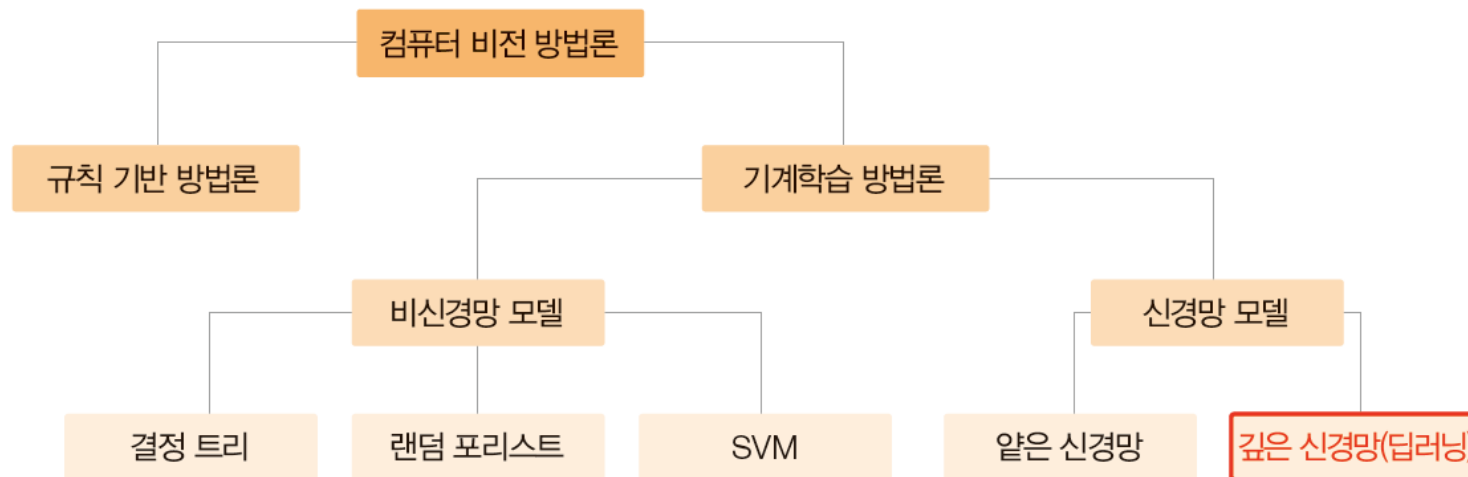 컴퓨터 비전 방법론
규칙 기반 방법론
기계학습 방법론
비신경망 모델
신경망 모델
결정 트리
랜덤 포리스트
SVM
얕은 신경망
깊은 신경망(딥러닝)